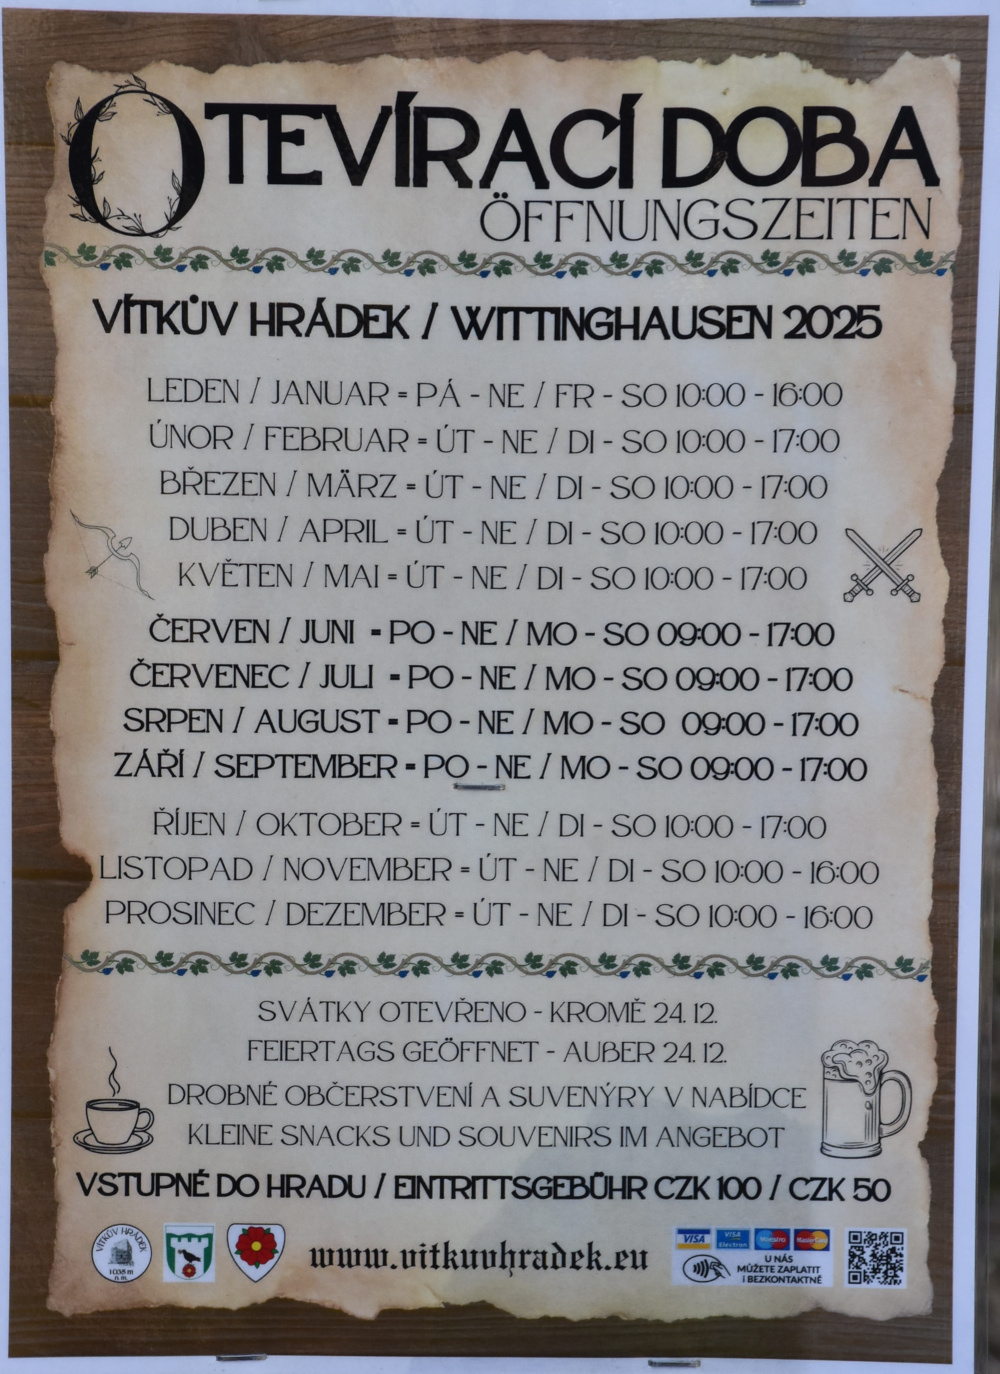 OTEVÍRACÍ DOBA
ÖFFNUNGSZEITEN
VÍTKŮV HRÁDEK / WITTINGHAUSEN 2025
LEDEN / JANUAR = PÁ - NE / FR - SO 10:00 - 16:00
ÚNOR / FEBRUAR = ÚT - NE / DI - SO 10:00 - 17:00
BŘEZEN / MÄRZ = ÚT - NE / DI - SO 10:00 - 17:00
DUBEN / APRIL = ÚT - NE / DI - SO 10:00 - 17:00
KVĚTEN / MAI = ÚT - NE / DI - SO 10:00 - 17:00
ČERVEN / JUNI = PO - NE / MO - SO 09:00 - 17:00
ČERVENEC / JULI = PO - NE / MO - SO 09:00 - 17:00
SRPEN / AUGUST = PO - NE / MO - SO 09:00 - 17:00
ZÁŘÍ / SEPTEMBER = PO - NE / MO - SO 09:00 - 17:00
ŘÍJEN / OKTOBER = ÚT - NE / DI - SO 10:00 - 17:00
LISTOPAD / NOVEMBER = ÚT - NE / DI - SO 10:00 - 16:00
PROSINEC / DEZEMBER = ÚT - NE / DI - SO 10:00 - 16:00
SVÁTKY OTEVŘENO - KROMĚ 24. 12.
FEIERTAGS GEÖFFNET - AUßER 24. 12.
DROBNÉ OBČERSTVENÍ A SUVENÝRY V NABÍDCE
KLEINE SNACKS UND SOUVENIRS IM ANGEBOT
VSTUPNÉ DO HRADU / EINTRITTSGEBÜHR CZK 100 / CZK 50
VÍTKŮV HRÁDEK
1035 m
n. m.
www.vitkuvhradek.eu
VISA VISA Electron Maestro MasterCard
U NÁS
MŮŽETE ZAPLATIT
i BEZKONTAKTNĚ